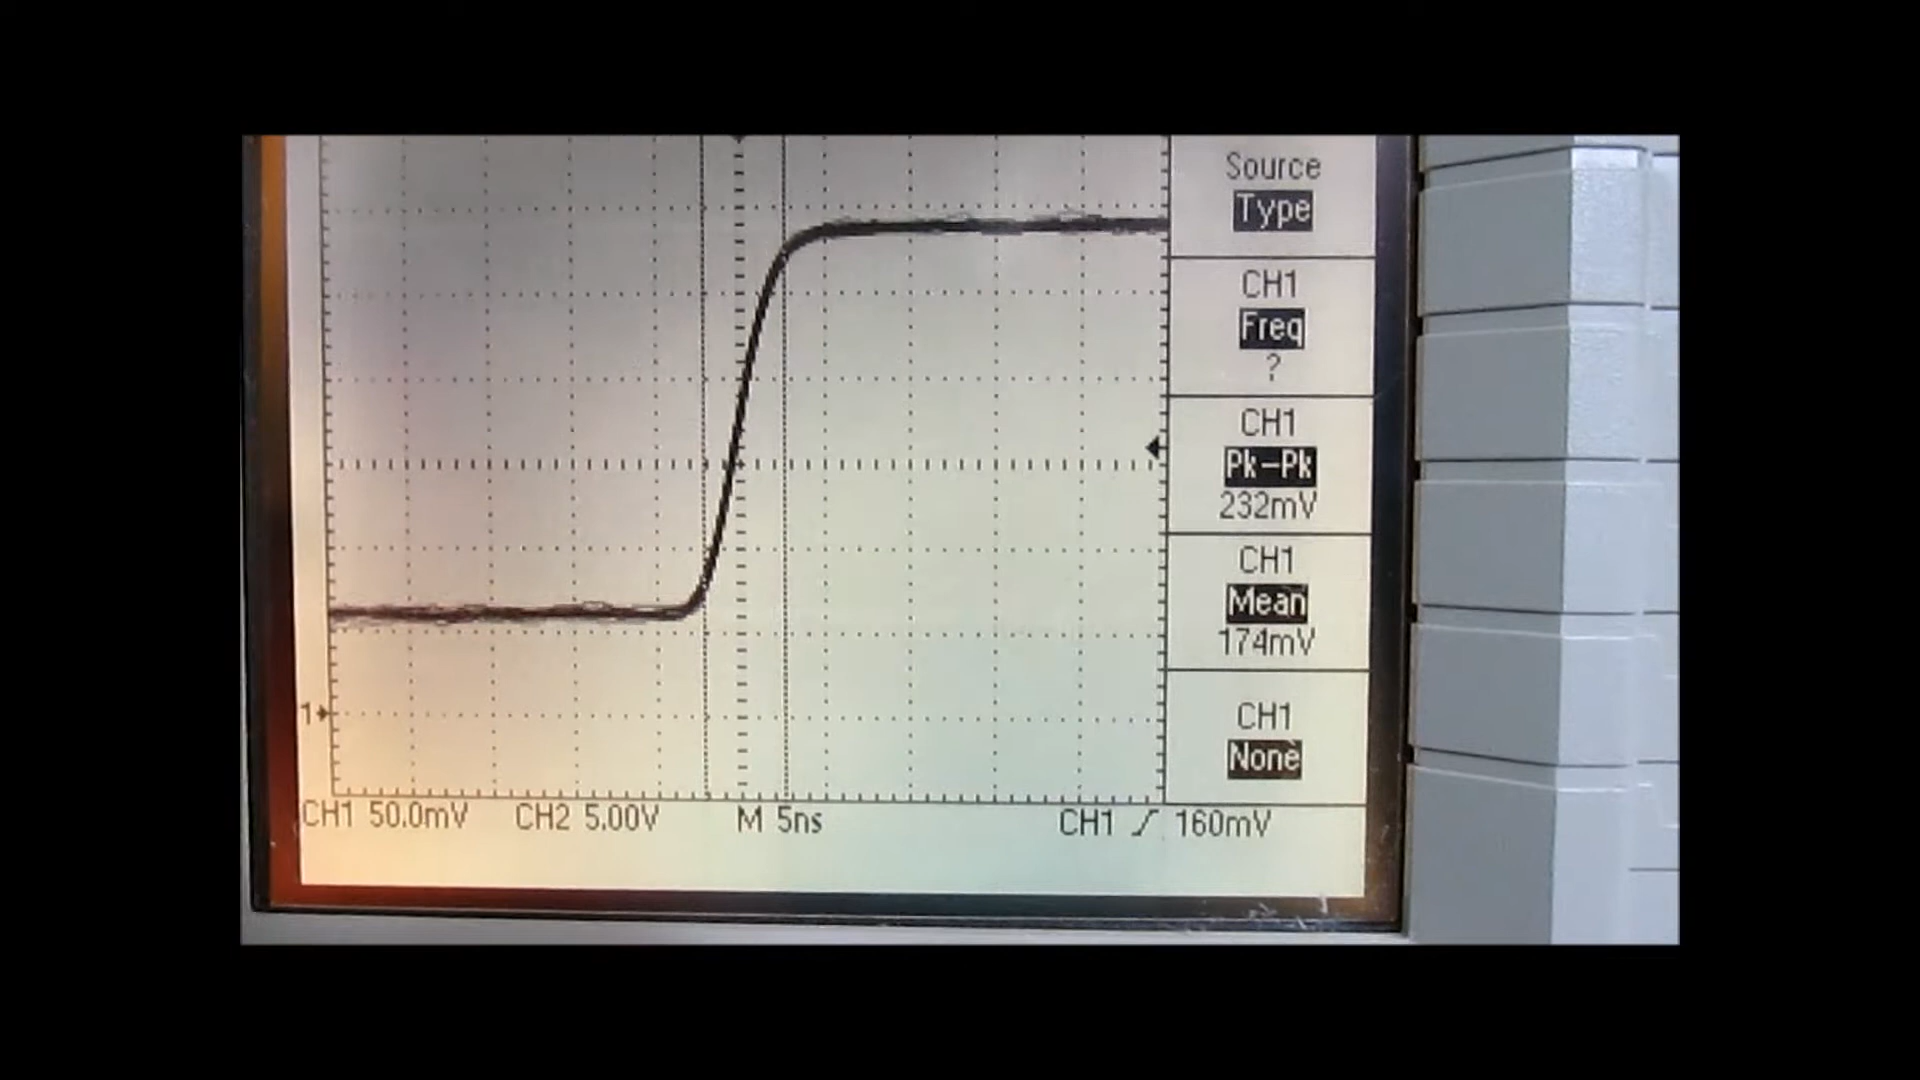 Source
Type
CH1
Freq
?
CH1
Pk-Pk
232mV
CH1
Mean
174mV
CH1
None
1
CH1 50.0mV CH2 5.00V M 5ns CH1 160mV